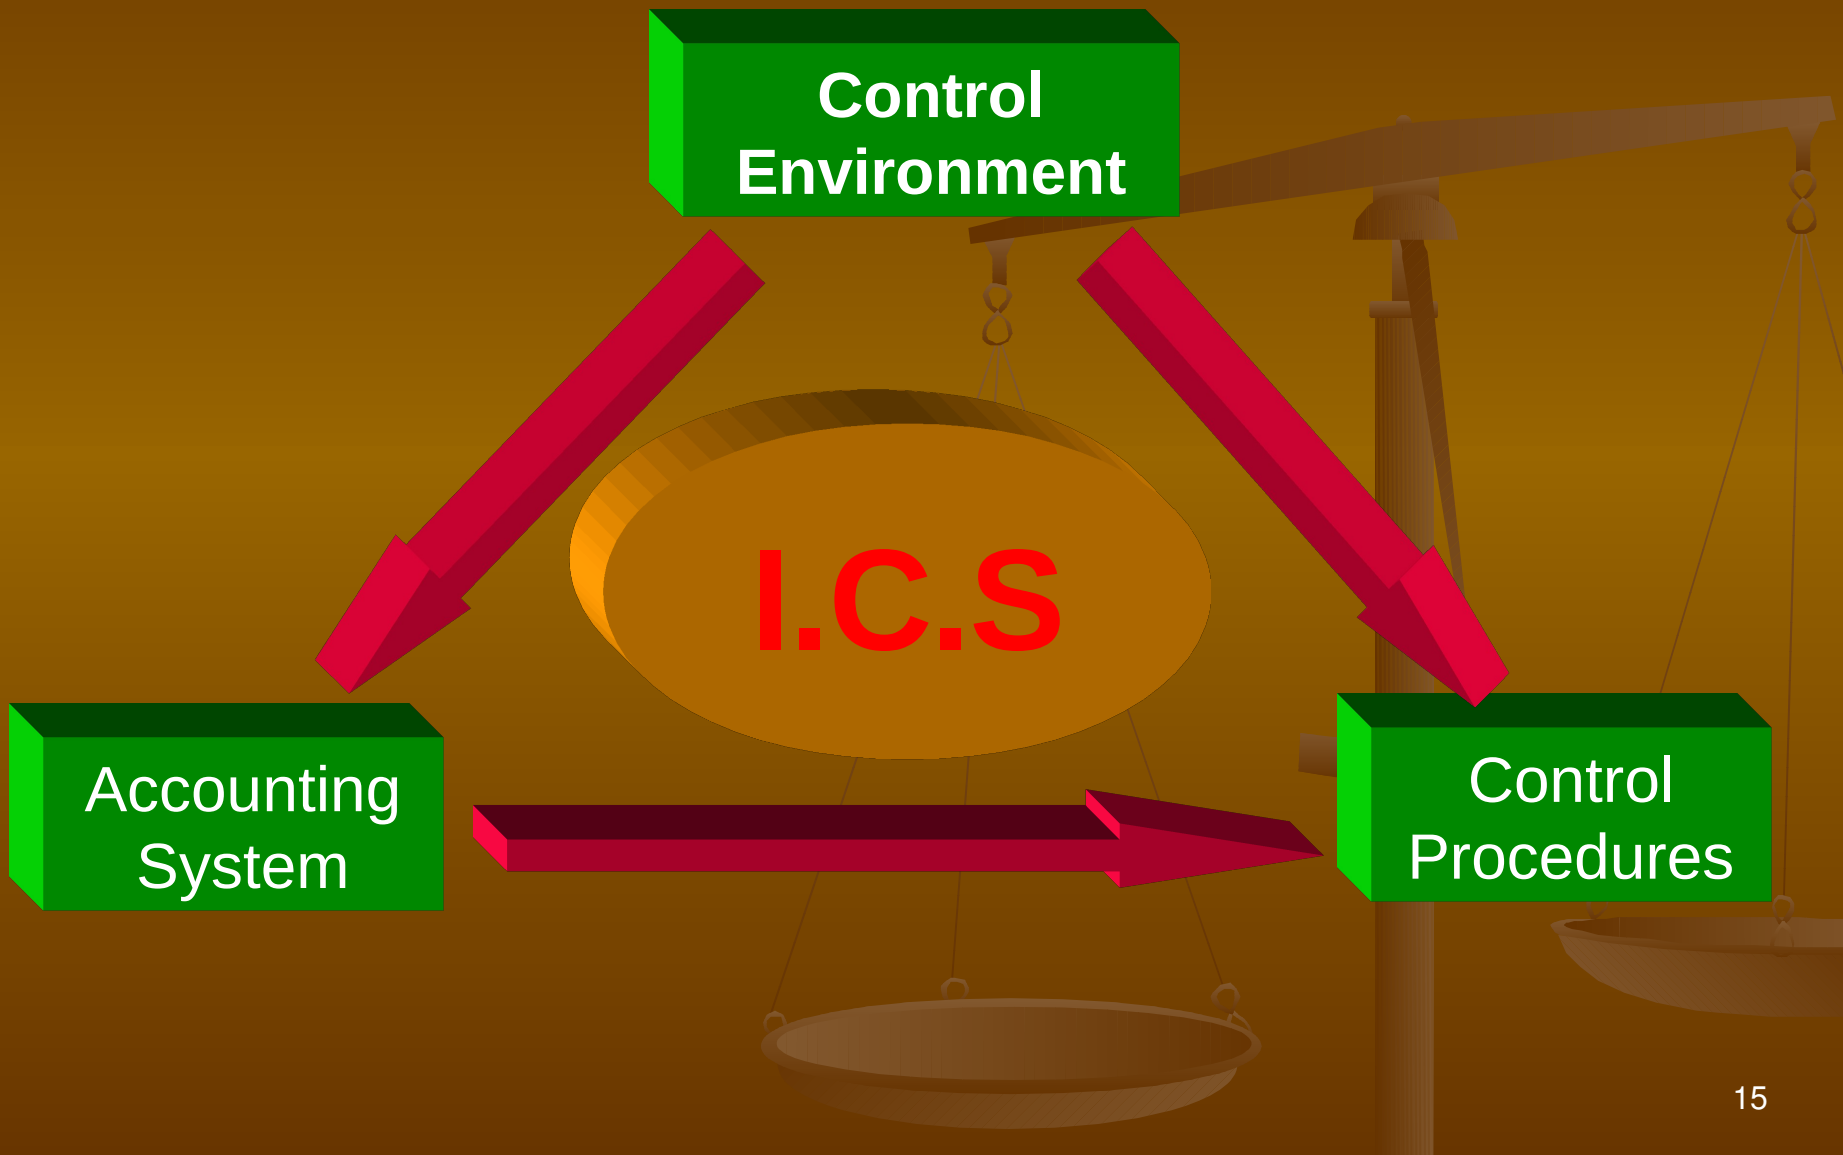 Control
Environment
I.C.S
Accounting
System
Control
Procedures
15